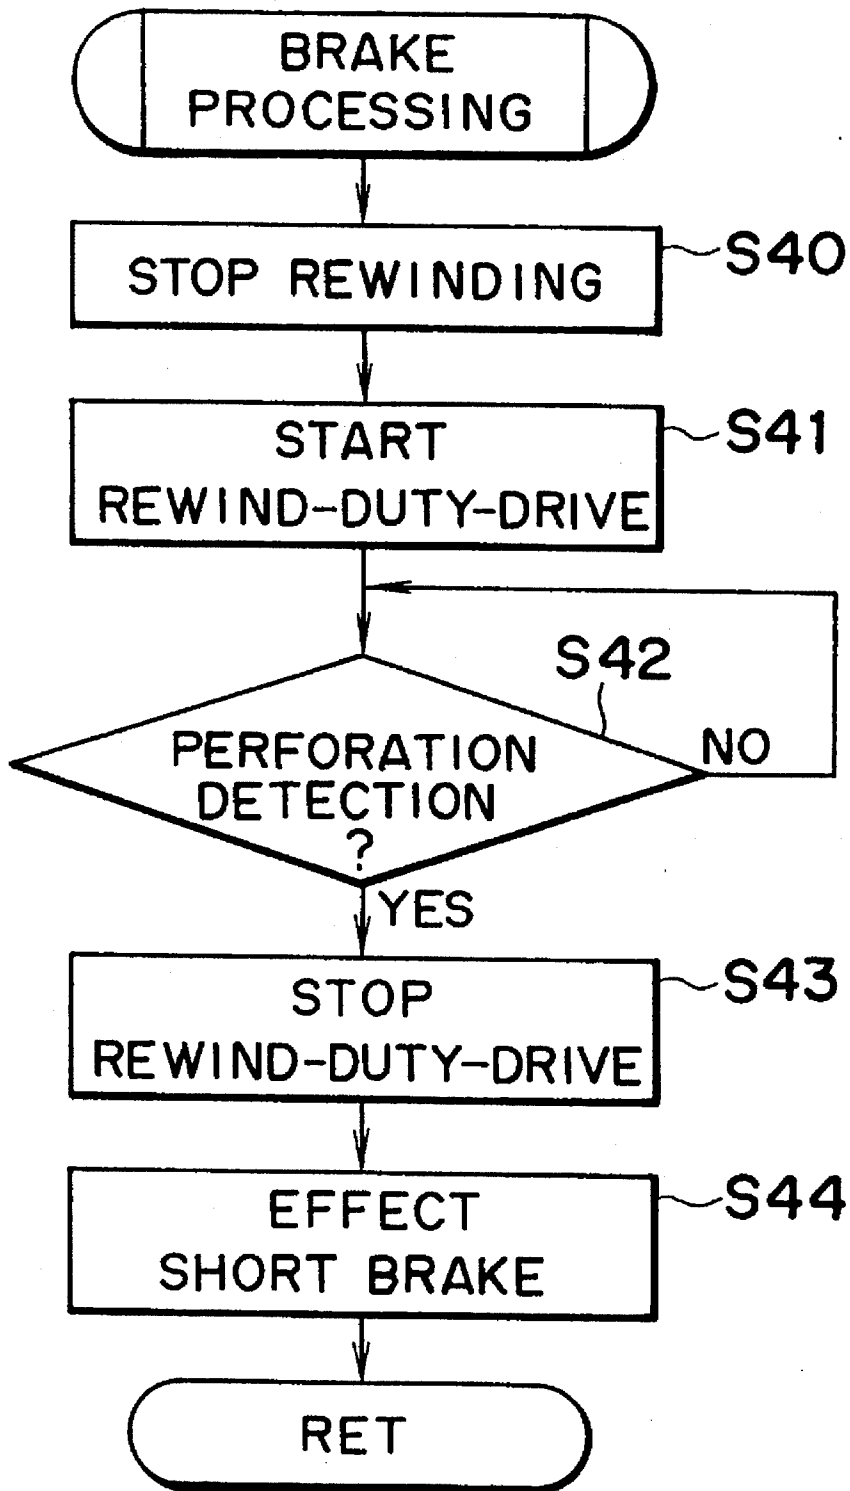 BRAKE
PROCESSING
STOP REWINDING
S40
START
REWIND-DUTY-DRIVE
S41
S42
PERFORATION
DETECTION
?
NO
YES
STOP
REWIND-DUTY-DRIVE
S43
EFFECT
SHORT BRAKE
S44
RET